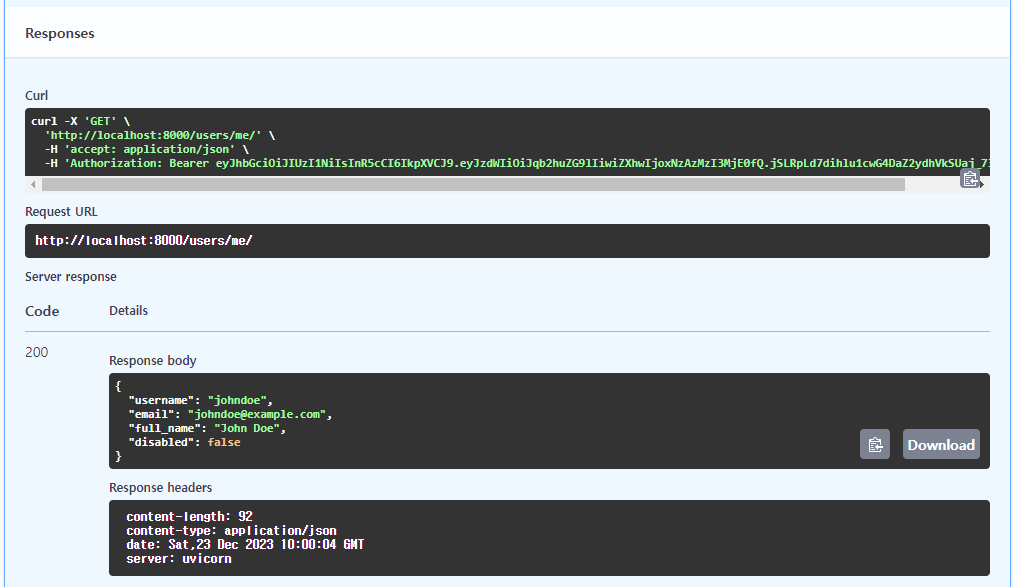 Responses
Curl
curl -X 'GET' \
'http://localhost:8000/users/me/' \
-H 'accept: application/json' \
-H 'Authorization: Bearer eyJhbGciOiJIUzI1NiIsInR5cCI6IkpXVCJ9.eyJzdWIiOiJqb2huZG9lIiwiZXhwIjoxNzAzMzI3MjE0fQ.jSLRpLd7dihlu1cwG4DaZ2ydhVkSUaj_7
Request URL
http://localhost:8000/users/me/
Server response
Code Details
200
Response body
{
"username": "johndoe",
"email": "johndoe@example.com",
"full_name": "John Doe",
"disabled": false
}
Download
Response headers
content-length: 92
content-type: application/json
date: Sat,23 Dec 2023 10:00:04 GMT
server: uvicorn